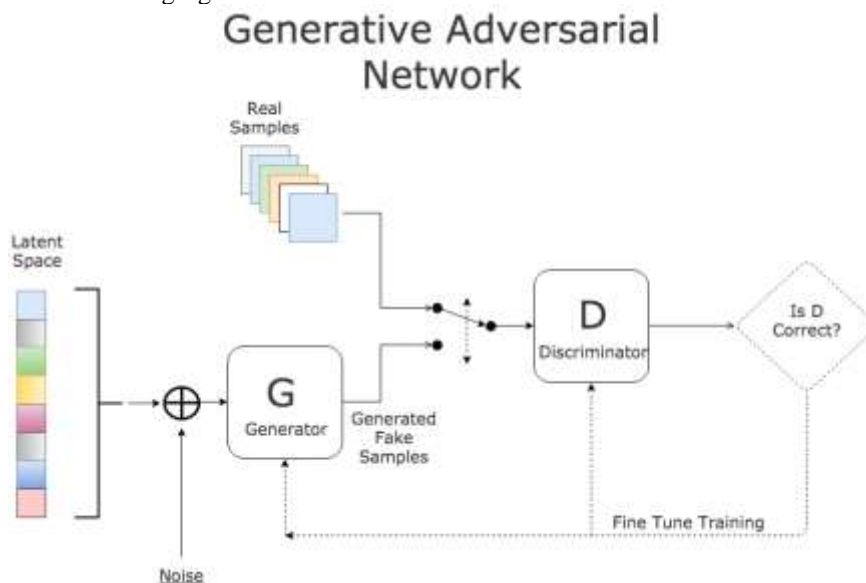 Generative Adversarial
Network
Real
Samples
Latent
Space
D
Discriminator
Is D
Correct?
G
Generator
Generated
Fake
Samples
Fine Tune Training
Noise